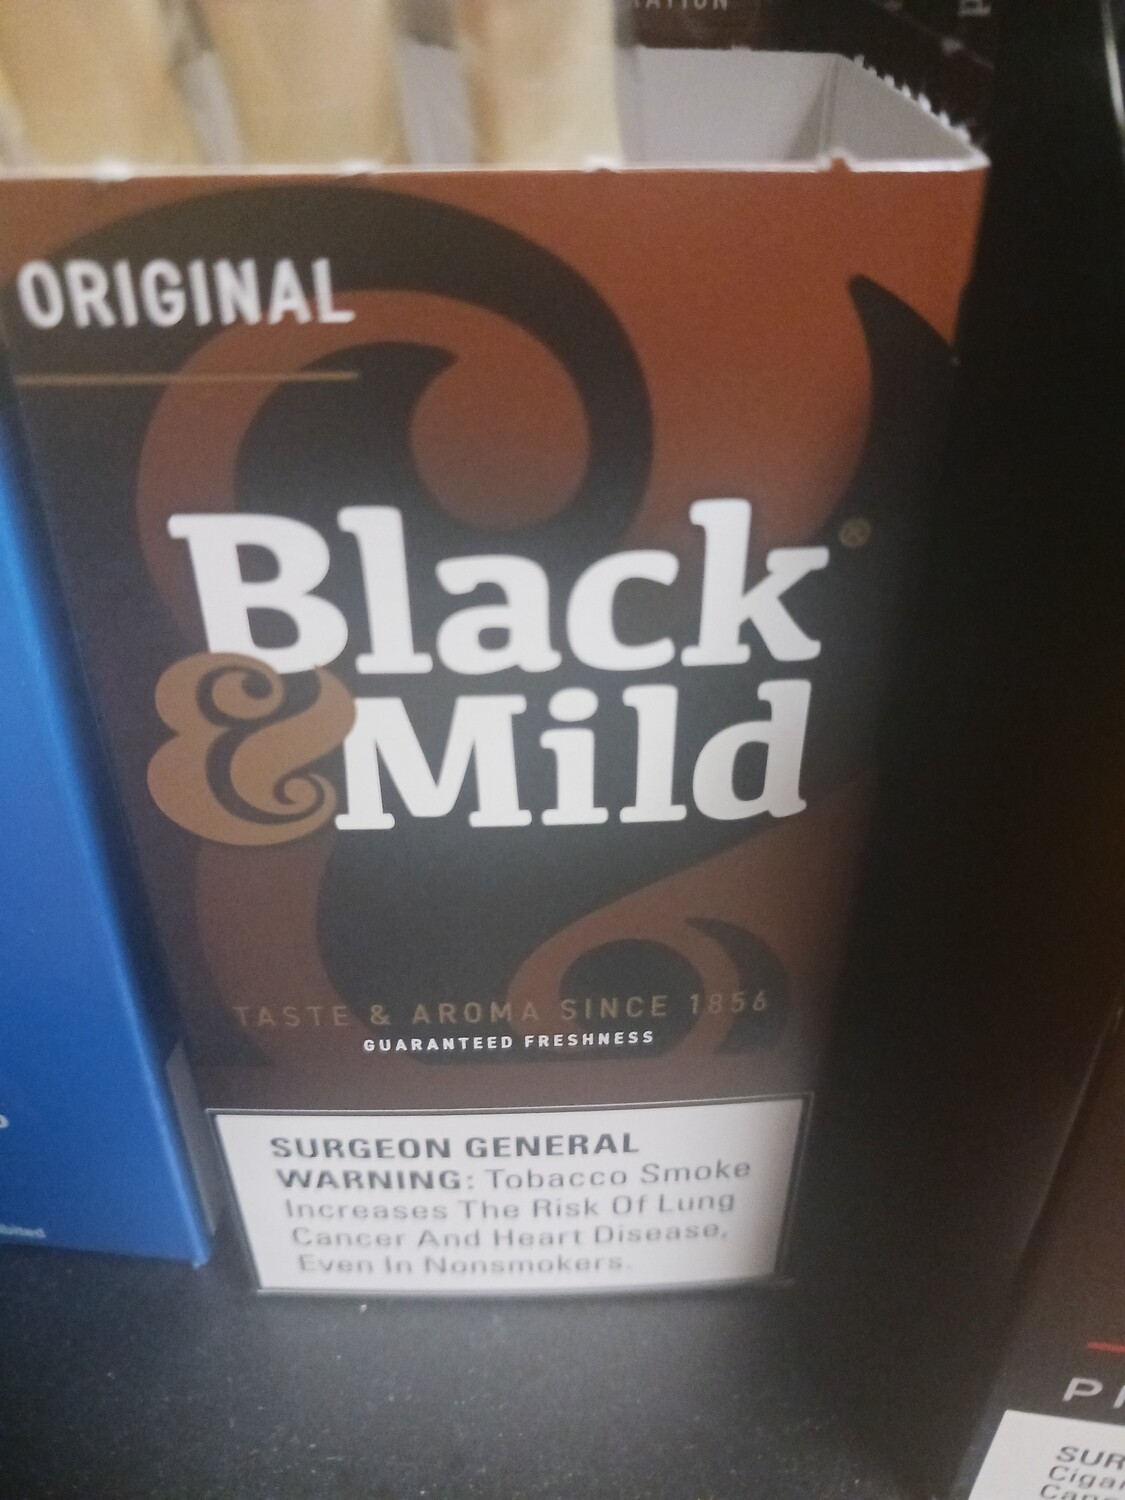 ORIGINAL
Black
& Mild
®
TASTE & AROMA SINCE 1856
GUARANTEED FRESHNESS
SURGEON GENERAL
WARNING: Tobacco Smoke
Increases The Risk Of Lung
Cancer And Heart Disease,
Even In Nonsmokers.